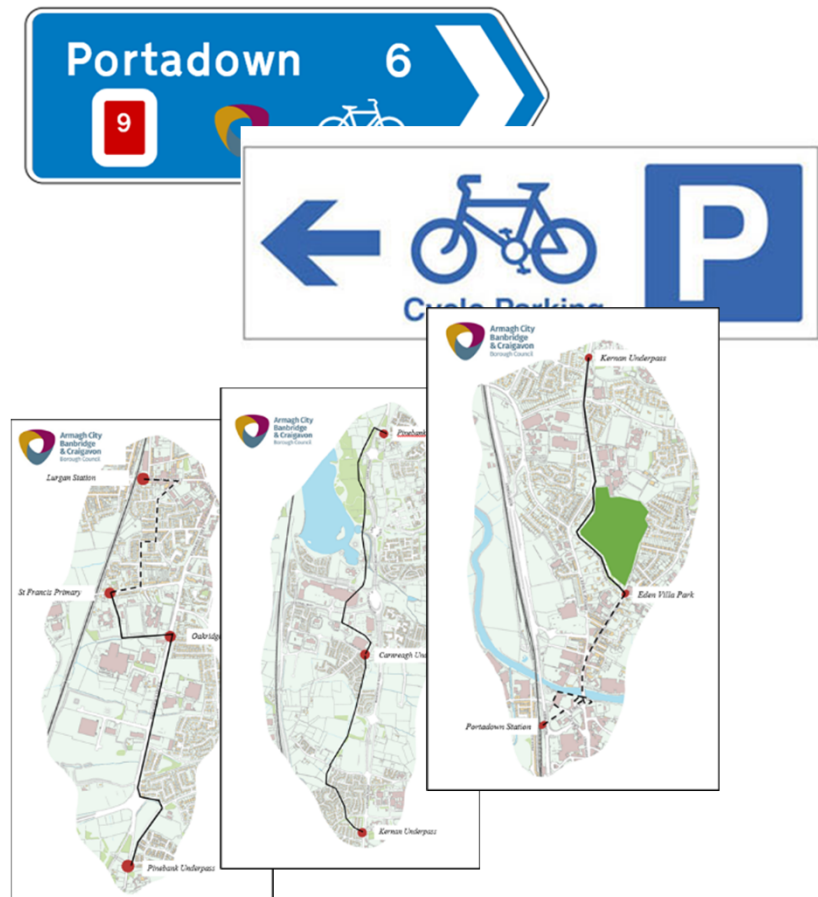 Portadown 6
9
P
Cycle Parking
Armagh City
Banbridge
& Craigavon
Borough Council
Kernan Underpass
Eden Villa Park
Portadown Station
Armagh City
Banbridge
& Craigavon
Borough Council
Pinebank
Carnreagh
Kernan Underpass
Armagh City
Banbridge
& Craigavon
Borough Council
Lurgan Station
St Francis Primary
Oakridge
Pinebank Underpass